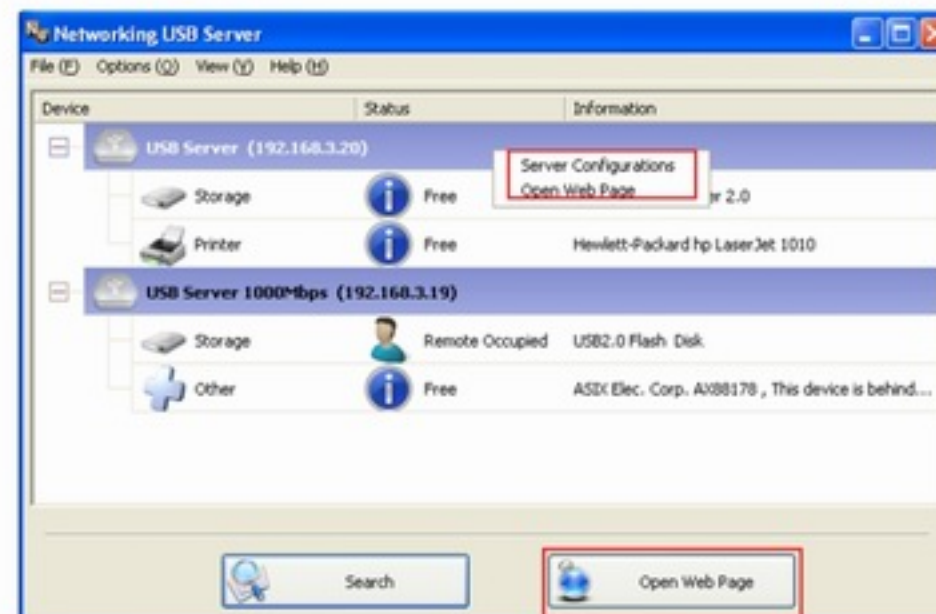 Networking USB Server
File (F) Options (O) View (Y) Help (H)
Device Status Information
USB Server (192.168.3.20)
Server Configurations
Open Web Page
Storage Free r 2.0
Printer Free Hewlett-Packard hp LaserJet 1010
USB Server 1000Mbps (192.168.3.19)
Storage Remote Occupied USB2.0 Flash Disk
Other Free ASIX Elec. Corp. AX88178 , This device is behind...
Search Open Web Page